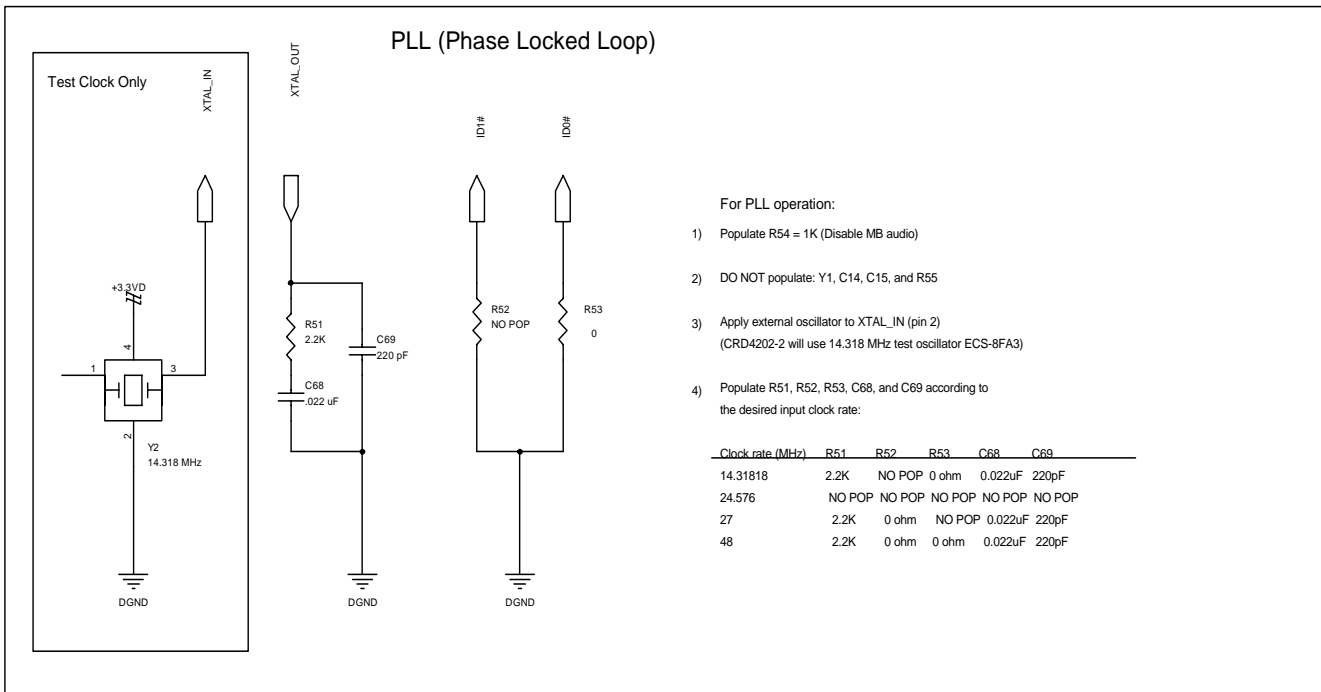 PLL (Phase Locked Loop)
Test Clock Only
XTAL_IN
XTAL_OUT
ID1#
ID0#
+3.3VD
4
1
3
2
Y2
14.318 MHz
DGND
R51
2.2K
C69
220 pF
C68
.022 uF
DGND
R52
NO POP
R53
0
DGND
For PLL operation:
1) Populate R54 = 1K (Disable MB audio)
2) DO NOT populate: Y1, C14, C15, and R55
3) Apply external oscillator to XTAL_IN (pin 2)
(CRD4202-2 will use 14.318 MHz test oscillator ECS-8FA3)
4) Populate R51, R52, R53, C68, and C69 according to
the desired input clock rate:
Clock rate (MHz) R51 R52 R53 C68 C69
14.31818 2.2K NO POP 0 ohm 0.022uF 220pF
24.576 NO POP NO POP NO POP NO POP NO POP
27 2.2K 0 ohm NO POP 0.022uF 220pF
48 2.2K 0 ohm 0 ohm 0.022uF 220pF